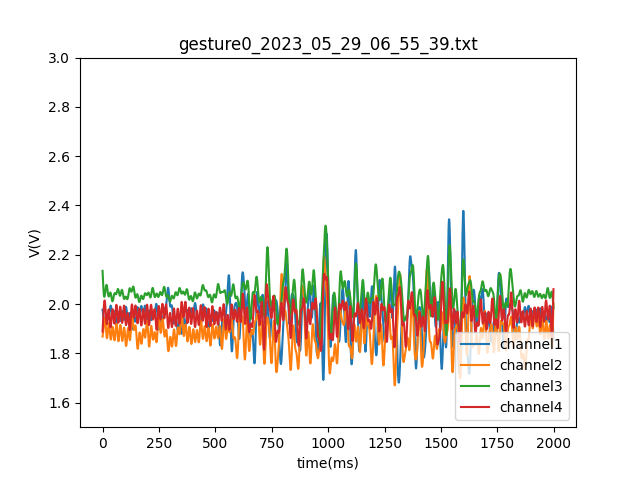 gesture0_2023_05_29_06_55_39.txt
3.0
2.8
2.6
2.4
2.2
2.0
1.8
1.6
V(V)
channel1
channel2
channel3
channel4
0 250 500 750 1000 1250 1500 1750 2000
time(ms)